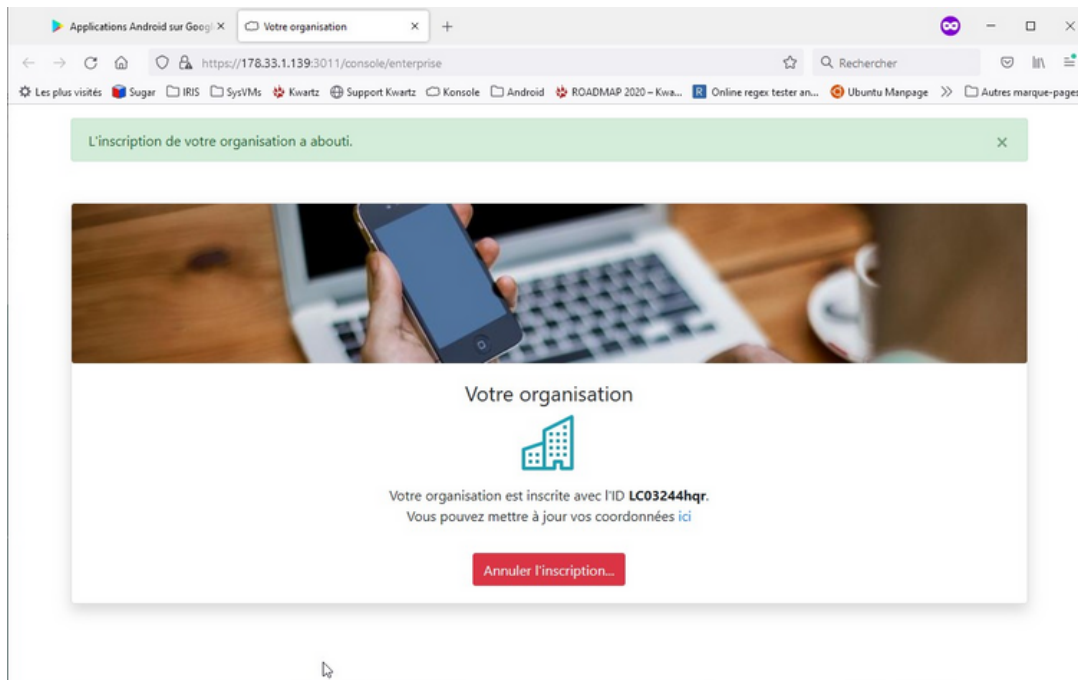 Applications Android sur Googl
Votre organisation
https://178.33.1.139:3011/console/enterprise
Rechercher
Les plus visités Sugar IRIS SysVMs Kwartz Support Kwartz Konsole Android ROADMAP 2020 – Kwa... R Online regex tester an... Ubuntu Manpage Autres marque-pages
L'inscription de votre organisation a abouti.
Votre organisation
Votre organisation est inscrite avec l'ID LC03244hqr.
Vous pouvez mettre à jour vos coordonnées ici
Annuler l'inscription...